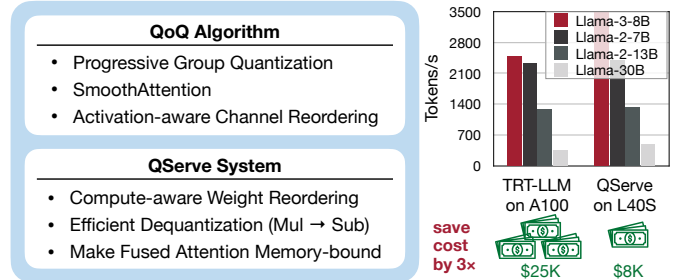 QoQ Algorithm
• Progressive Group Quantization
• SmoothAttention
• Activation-aware Channel Reordering
QServe System
• Compute-aware Weight Reordering
• Efficient Dequantization (Mul → Sub)
• Make Fused Attention Memory-bound
Tokens/s
3500
2800
2100
1400
700
0
Llama-3-8B
Llama-2-7B
Llama-2-13B
Llama-30B
TRT-LLM
on A100
QServe
on L40S
save
cost
by 3×
$25K
$8K